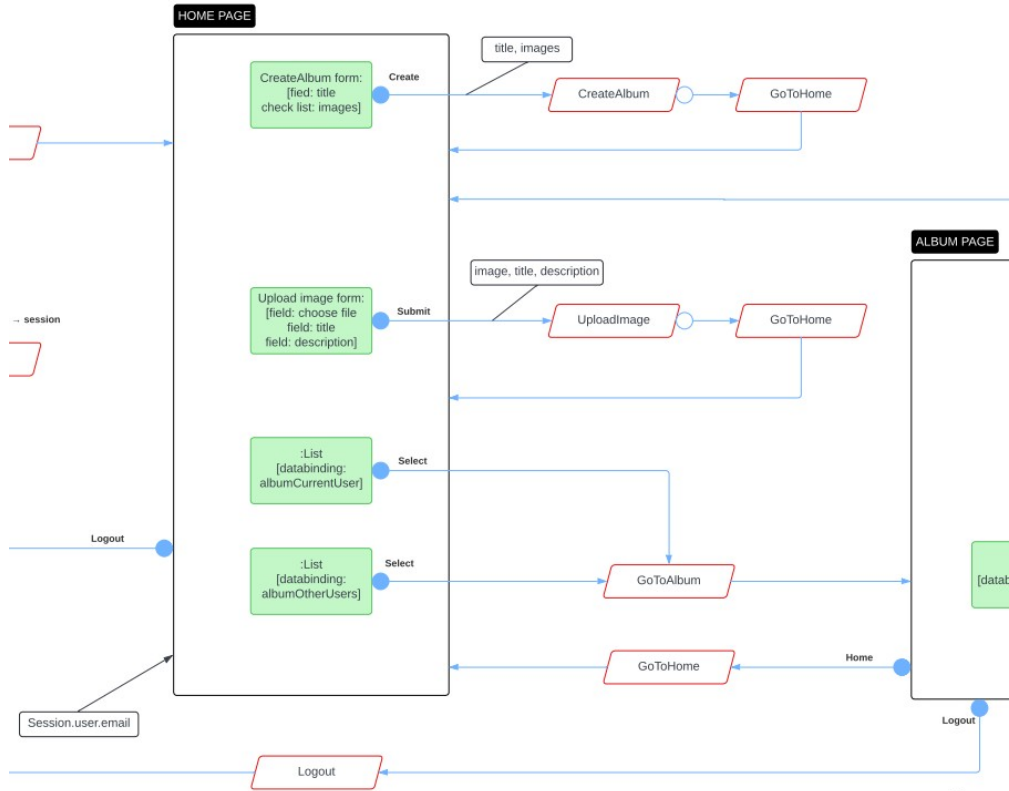 HOME PAGE
title, images
CreateAlbum form:
[fied: title
check list: images]
Create
CreateAlbum
GoToHome
ALBUM PAGE
image, title, description
Upload image form:
[field: choose file
field: title
field: description]
Submit
UploadImage
GoToHome
→ session
:List
[databinding:
albumCurrentUser]
Select
Logout
:List
[databinding:
albumOtherUsers]
Select
GoToAlbum
[datab
GoToHome
Home
Session.user.email
Logout
Logout